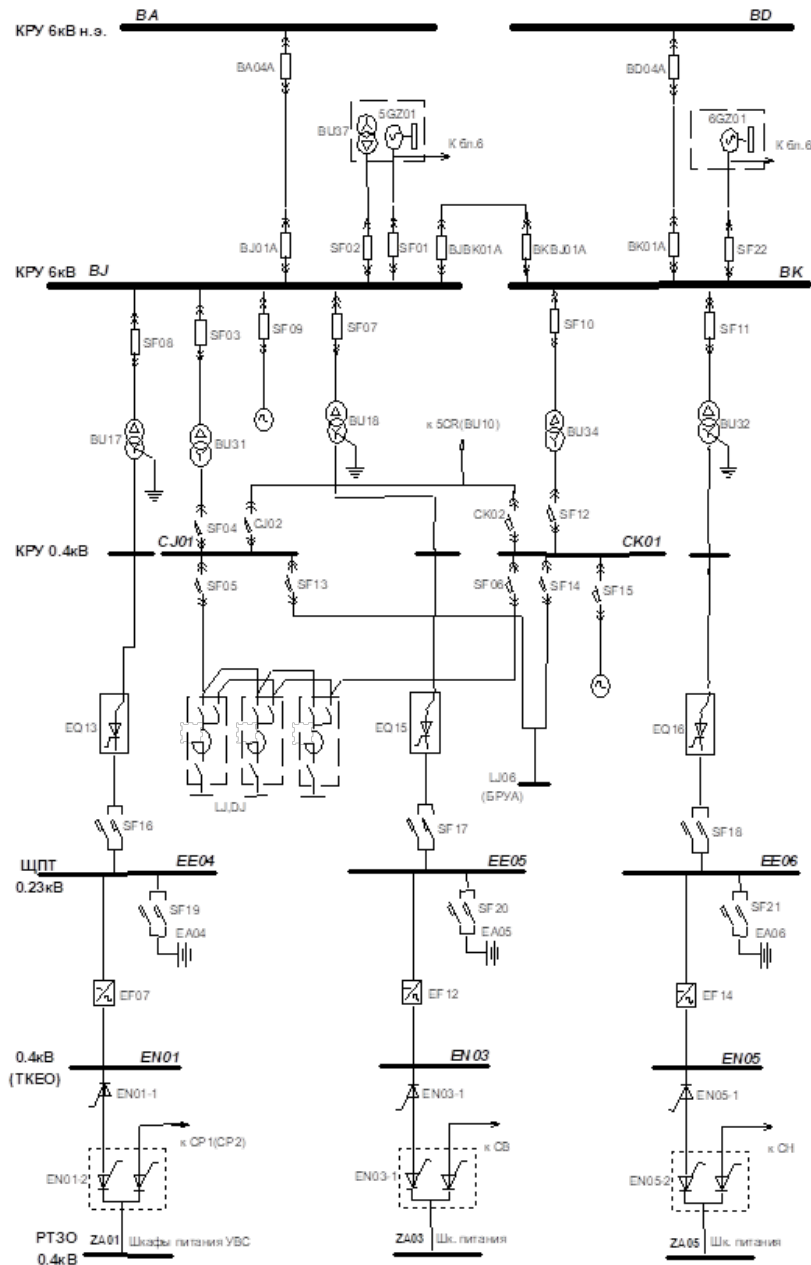 BA
BD
КРУ 6кВ н.э.
BA04A
BD04A
5GZ01
BU37
К бл.6
6GZ01
К бл.6
BJ01A
SF02
SF01
BJBK01A
BKBJ01A
BK01A
SF22
КРУ 6кВ
BJ
BK
SF08
SF03
SF09
SF07
SF10
SF11
BU17
BU31
BU18
к 5CR(BU10)
BU34
BU32
SF04
CJ02
CK02
SF12
КРУ 0.4кВ
CJ01
CK01
SF05
SF13
SF06
SF14
SF15
EQ13
EQ15
EQ16
LJ,DJ
LJ06
(БРУА)
SF16
SF17
SF18
ЩПТ
0.23кВ
EE04
EE05
EE06
SF19
EA04
SF20
EA05
SF21
EA06
EF07
EF12
EF14
0.4кВ
(ТКЕО)
EN01
EN03
EN05
EN01-1
EN03-1
EN05-1
к СР1(СР2)
к СВ
к СН
EN01-2
EN03-1
EN05-2
РТЗО
0.4кВ
ZA01 Шкафы питания УВС
ZA03 Шк. питания
ZA05 Шк. питания